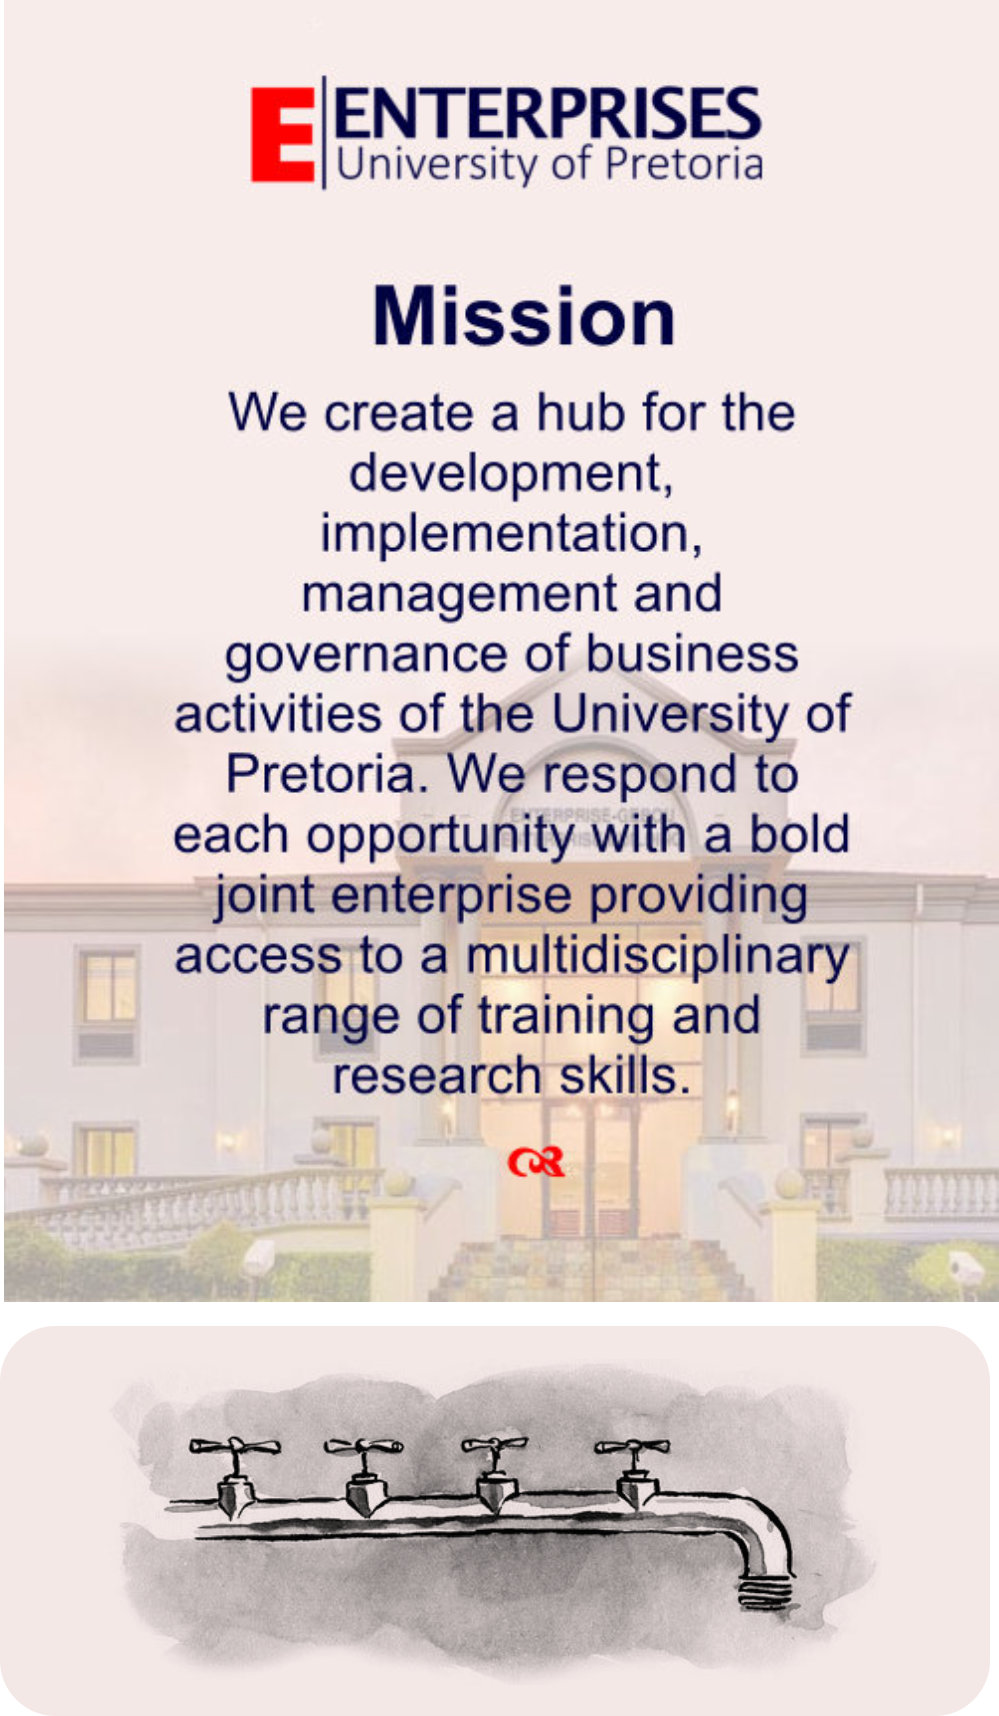 E ENTERPRISES
University of Pretoria
Mission
We create a hub for the
development,
implementation,
management and
governance of business
activities of the University of
Pretoria. We respond to
each opportunity with a bold
joint enterprise providing
access to a multidisciplinary
range of training and
research skills.